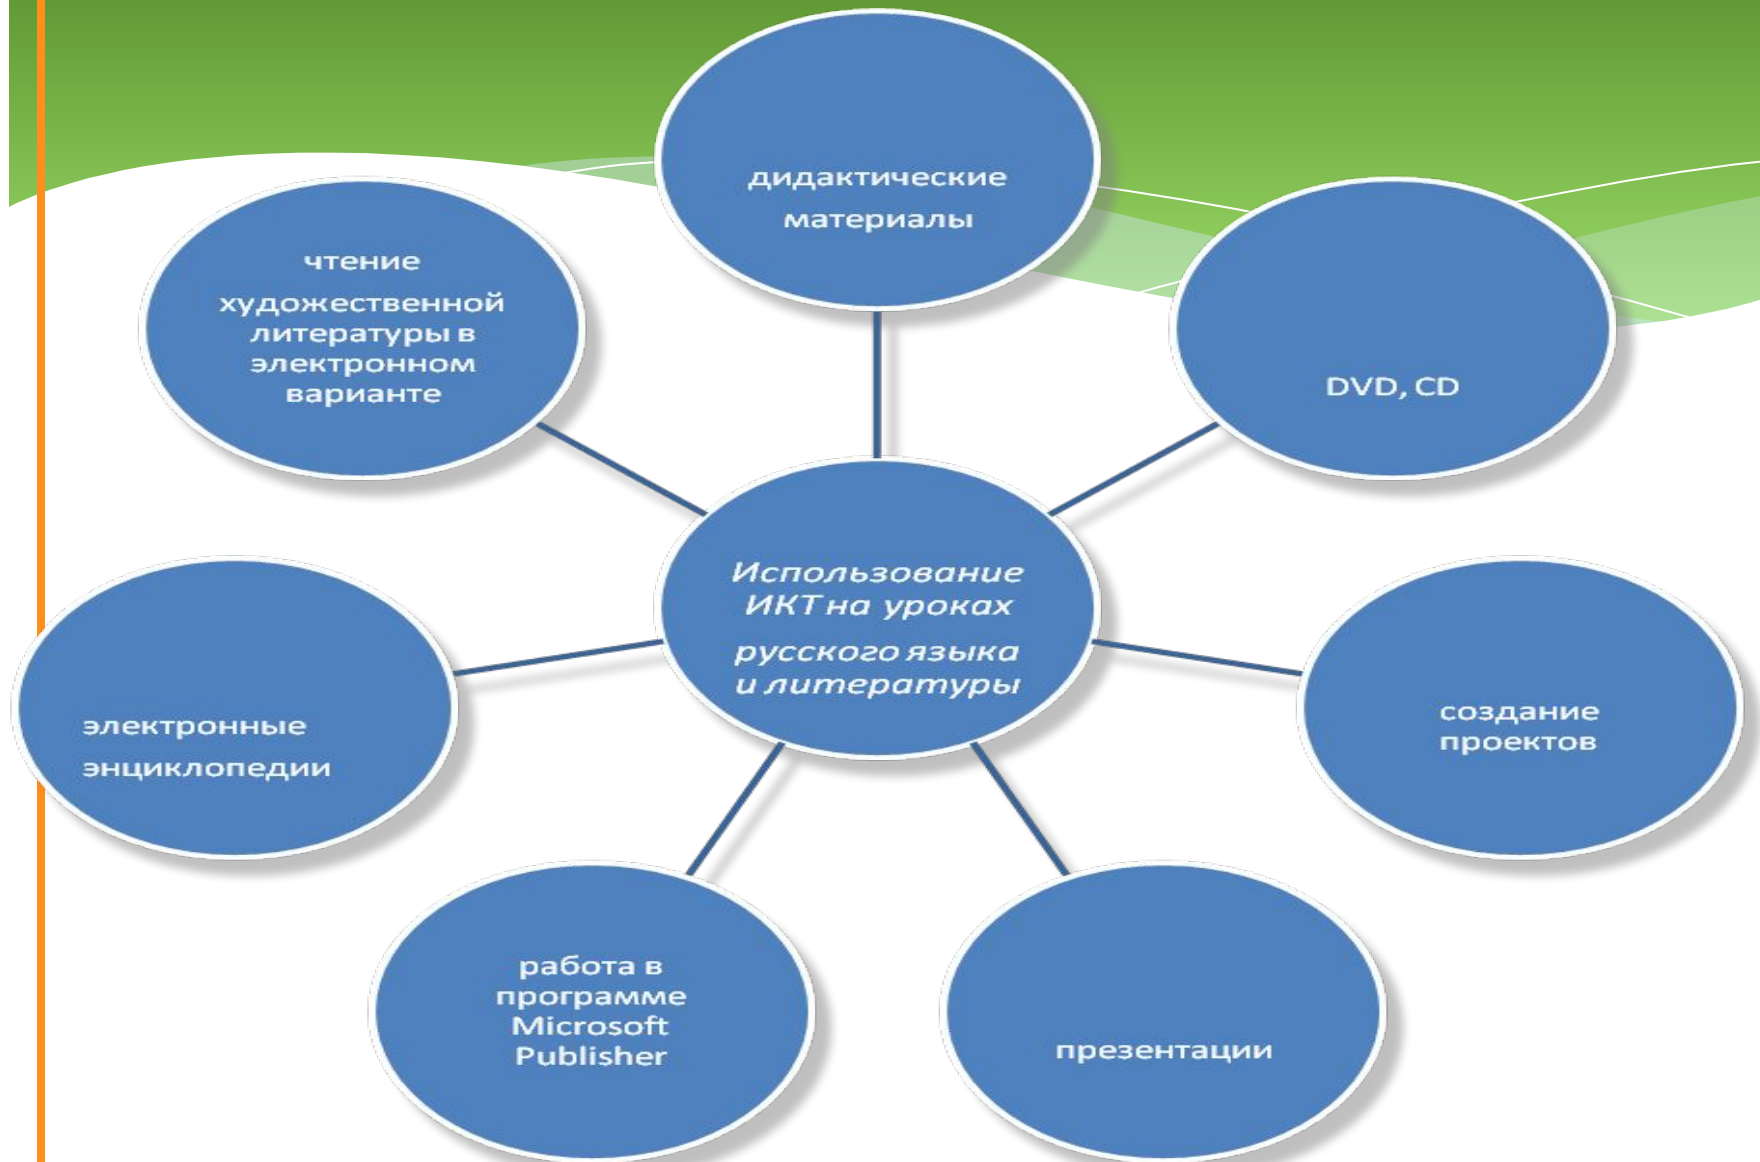 дидактические
материалы
чтение
художественной
литературы в
электронном
варианте
DVD, CD
Использование
ИКТ на уроках
русского языка
и литературы
электронные
энциклопедии
создание
проектов
работа в
программе
Microsoft
Publisher
презентации